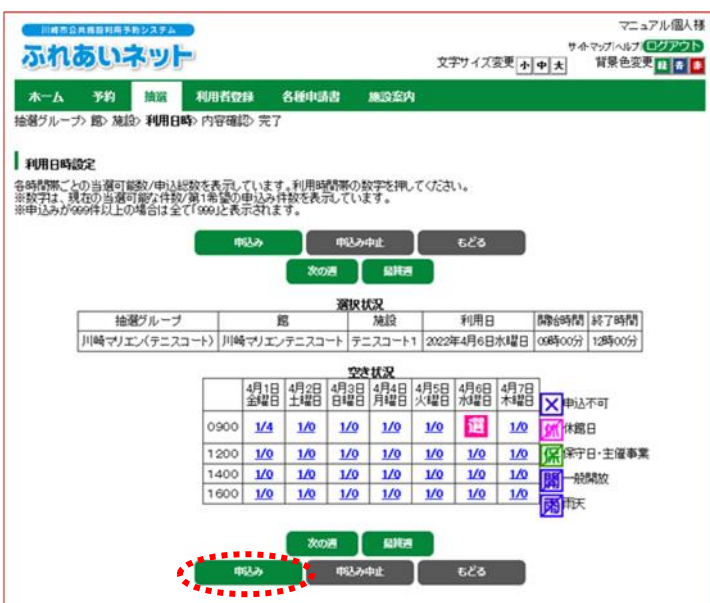 マニュアル個人様
川崎市公共施設利用予約システム
ふれあいネット
サイトマップ|ヘルプ|ログアウト
文字サイズ変更 小 中 大 背景色変更 緑 青 赤
ホーム 予約 抽選 利用者登録 各種申請書 施設案内
抽選グループ> 館> 施設> 利用日時> 内容確認> 完了
利用日時設定
各時間帯ごとの当選可能数/申込総数を表示しています。利用時間帯の数字を押してください。
※数字は、現在の当選可能な件数/第1希望の申込み件数を表示しています。
※申込みが999件以上の場合は全て「999」と表示されます。
申込み 申込み中止 もどる
次の週 最終週
選択状況
抽選グループ 館 施設 利用日 開始時間 終了時間
川崎マリエン(テニスコート) 川崎マリエンテニスコート テニスコート1 2022年4月6日水曜日 09時00分 12時00分
空き状況
4月1日金曜日 4月2日土曜日 4月3日日曜日 4月4日月曜日 4月5日火曜日 4月6日水曜日 4月7日木曜日
0900 1/4 1/0 1/0 1/0 1/0 選 1/0
1200 1/0 1/0 1/0 1/0 1/0 1/0 1/0
1400 1/0 1/0 1/0 1/0 1/0 1/0 1/0
1600 1/0 1/0 1/0 1/0 1/0 1/0 1/0
申込不可
休 休館日
保 保守日・主催事業
開 一般開放
雨 雨天
次の週 最終週
申込み 申込み中止 もどる